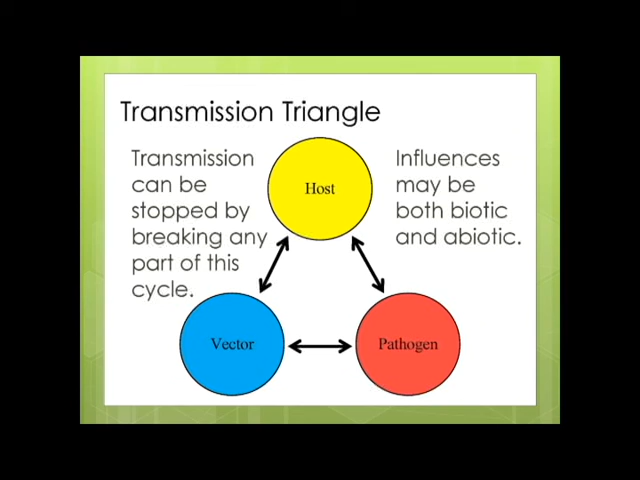 Transmission Triangle
Transmission
can be
stopped by
breaking any
part of this
cycle.
Host
Influences
may be
both biotic
and abiotic.
Vector
Pathogen